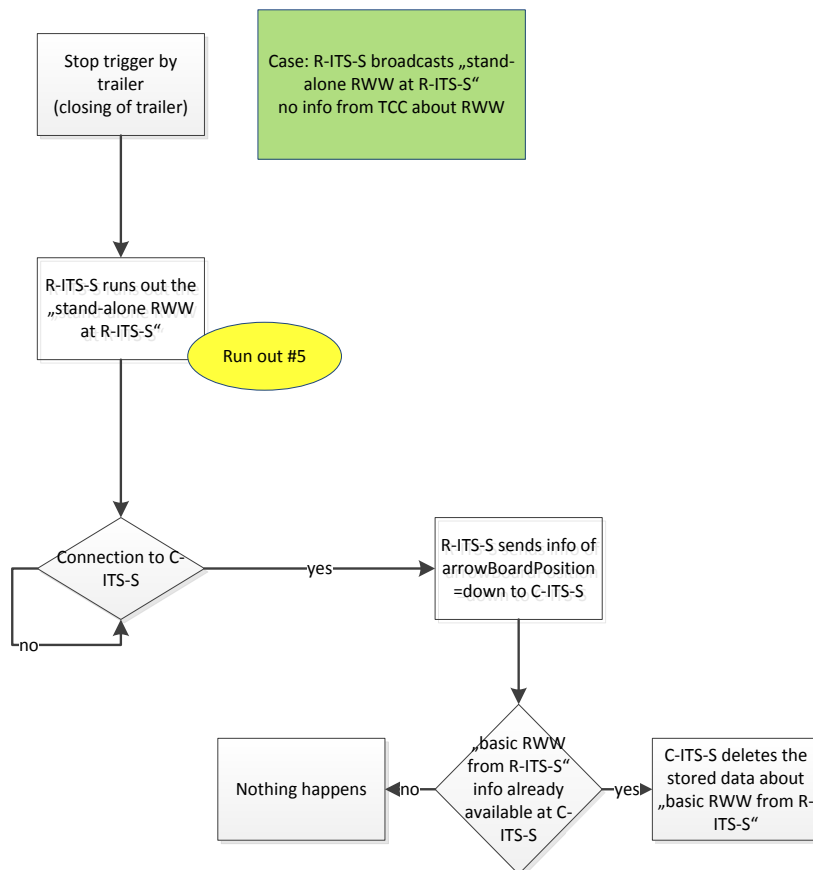 Stop trigger by
trailer
(closing of trailer)
Case: R-ITS-S broadcasts „stand-
alone RWW at R-ITS-S“
no info from TCC about RWW
R-ITS-S runs out the
„stand-alone RWW
at R-ITS-S“
Run out #5
Connection to C-
ITS-S
yes
no
R-ITS-S sends info of
arrowBoardPosition
=down to C-ITS-S
„basic RWW
from R-ITS-S“
info already
available at C-
ITS-S
no
Nothing happens
yes
C-ITS-S deletes the
stored data about
„basic RWW from R-
ITS-S“